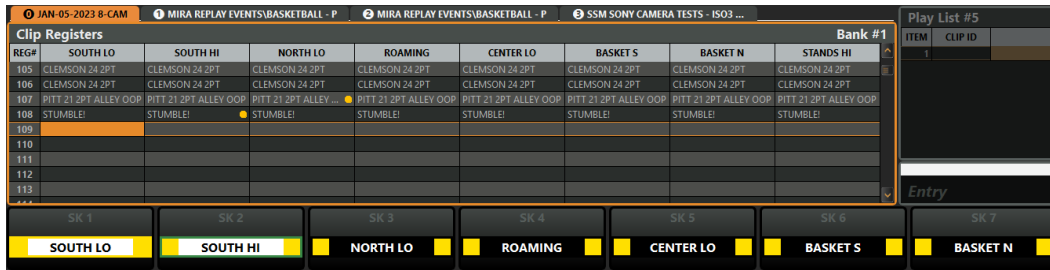 0 JAN-05-2023 8-CAM 1 MIRA REPLAY EVENTS\BASKETBALL - P 2 MIRA REPLAY EVENTS\BASKETBALL - P 3 SSM SONY CAMERA TESTS - ISO3 ...
Clip Registers Bank #1
REG# SOUTH LO SOUTH HI NORTH LO ROAMING CENTER LO BASKET S BASKET N STANDS HI
105 CLEMSON 24 2PT CLEMSON 24 2PT CLEMSON 24 2PT CLEMSON 24 2PT CLEMSON 24 2PT CLEMSON 24 2PT CLEMSON 24 2PT CLEMSON 24 2PT
106 CLEMSON 24 2PT CLEMSON 24 2PT CLEMSON 24 2PT CLEMSON 24 2PT CLEMSON 24 2PT CLEMSON 24 2PT CLEMSON 24 2PT CLEMSON 24 2PT
107 PITT 21 2PT ALLEY OOP PITT 21 2PT ALLEY OOP PITT 21 2PT ALLEY ... PITT 21 2PT ALLEY OOP PITT 21 2PT ALLEY OOP PITT 21 2PT ALLEY OOP PITT 21 2PT ALLEY OOP PITT 21 2PT ALLEY OOP
108 STUMBLE! STUMBLE! STUMBLE! STUMBLE! STUMBLE! STUMBLE! STUMBLE! STUMBLE!
109
110
111
112
113
Play List #5
ITEM CLIP ID
1
Entry
SK 1 SK 2 SK 3 SK 4 SK 5 SK 6 SK 7
SOUTH LO SOUTH HI NORTH LO ROAMING CENTER LO BASKET S BASKET N